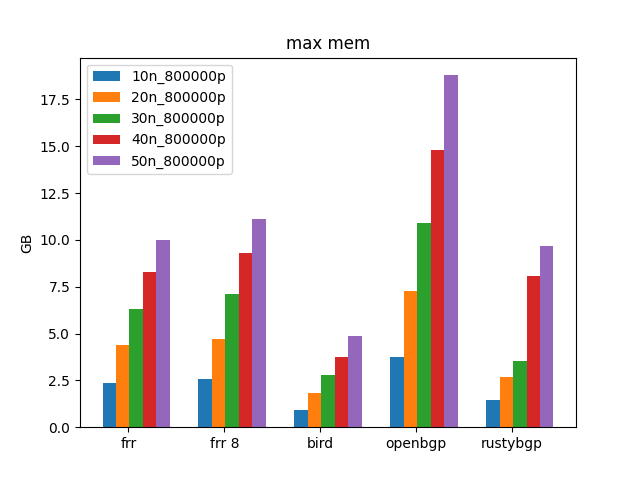 max mem
10n_800000p
20n_800000p
30n_800000p
40n_800000p
50n_800000p
GB
17.5
15.0
12.5
10.0
7.5
5.0
2.5
0.0
frr
frr 8
bird
openbgp
rustybgp